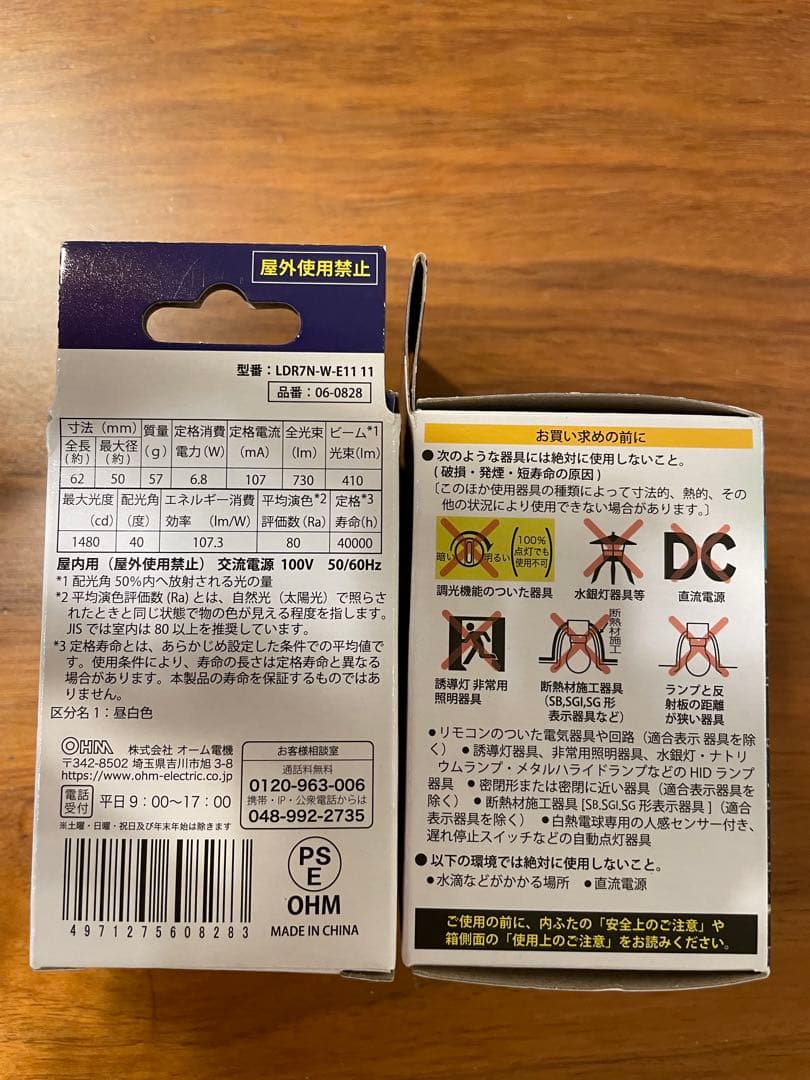 屋外使用禁止
型番：LDR7N-W-E11 11
品番：06-0828
寸法（mm） 質量（g） 定格消費電力(W) 定格電流（mA） 全光束（lm） ビーム*1光束(lm)
全長（約） 最大径（約）
62 50 57 6.8 107 730 410
最大光度（cd） 配光角（度） エネルギー消費効率　（lm/W） 平均演色*2評価数(Ra) 定格*3寿命(h)
1480 40 107.3 80 40000
屋内用（屋外使用禁止） 交流電源 100V　50/60Hz
*1 配光角 50%内へ放射される光の量
*2 平均演色評価数（Ra）とは、自然光（太陽光）で照ら
されたときと同じ状態で物の色が見える程度を指します。
JIS では室内は 80 以上を推奨しています。
*3 定格寿命とは、あらかじめ設定した条件での平均値で
す。使用条件により、寿命の長さは定格寿命と異なる
場合があります。本製品の寿命を保証するものではあ
りません。
区分名 1：昼白色
OHM 株式会社 オーム電機
〒342-8502 埼玉県吉川市旭 3-8
https://www.ohm-electric.co.jp
電話受付 平日 9：00〜17：00
※土曜・日曜・祝日及び年末年始は除きます
お客様相談室
通話料無料
0120-963-006
携帯・IP・公衆電話からは
048-992-2735
4971275608283
PS
E
OHM
MADE IN CHINA
お買い求めの前に
●次のような器具には絶対に使用しないこと。
（破損・発煙・短寿命の原因）
〔このほか使用器具の種類によって寸法的、熱的、その
他の状況により使用できない場合があります。〕
暗い 明るい（100%点灯でも使用不可）
DC
調光機能のついた器具
水銀灯器具等
直流電源
断熱材施工
誘導灯 非常用
照明器具
断熱材施工器具
（SB,SGI,SG 形
表示器具など）
ランプと反
射板の距離
が狭い器具
●リモコンのついた電気器具や回路（適合表示 器具を除
く） ●誘導灯器具、非常用照明器具、水銀灯・ナトリ
ウムランプ・メタルハライドランプなどの HID ランプ
器具　●密閉形または密閉に近い器具（適合表示器具を
除く）●断熱材施工器具 [SB,SGI,SG 形表示器具]（適合
表示器具を除く）　●白熱電球専用の人感センサー付き、
遅れ停止スイッチなどの自動点灯器具
●以下の環境では絶対に使用しないこと。
●水滴などがかかる場所　●直流電源
ご使用の前に、内ふたの「安全上のご注意」や
箱側面の「使用上のご注意」をお読みください。